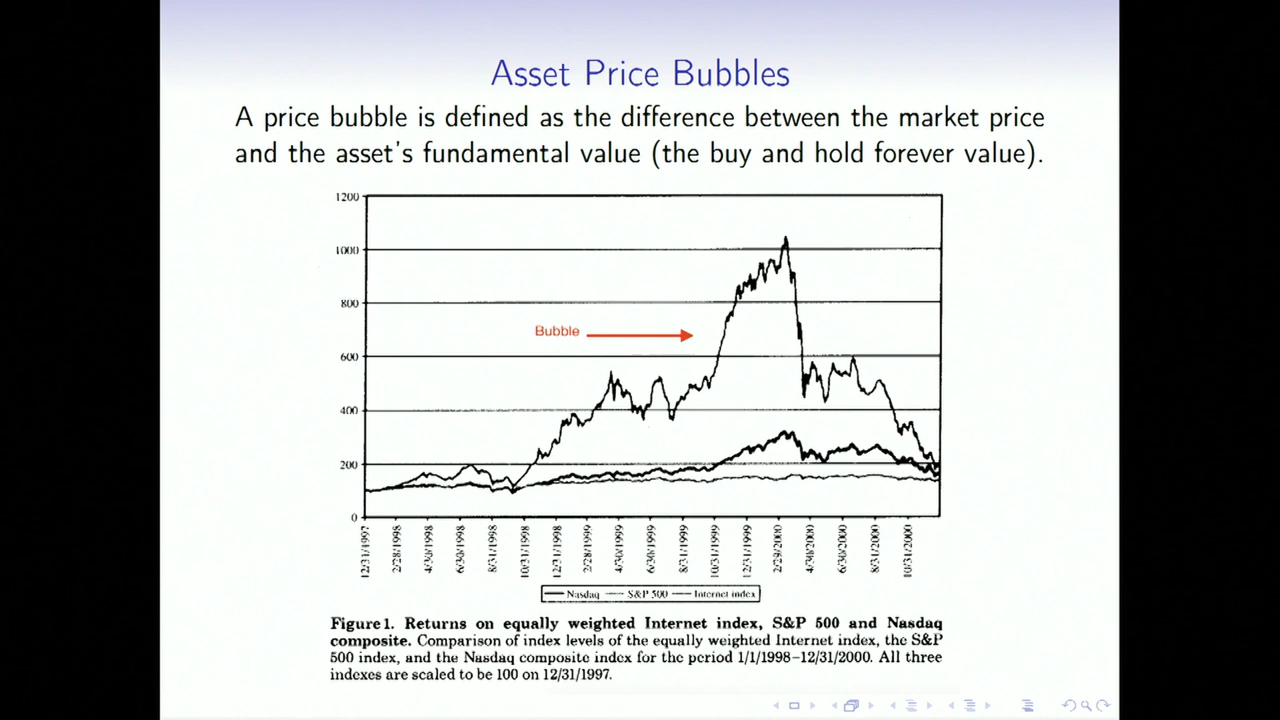 Asset Price Bubbles
A price bubble is defined as the difference between the market price
and the asset's fundamental value (the buy and hold forever value).
1200
1000
800
600
400
200
0
Bubble
12/31/1997
2/28/1998
4/30/1998
6/30/1998
8/31/1998
10/31/1998
12/31/1998
2/28/1999
4/30/1999
6/30/1999
8/31/1999
10/31/1999
12/31/1999
2/29/2000
4/30/2000
6/30/2000
8/31/2000
10/31/2000
Nasdaq S&P 500 Internet index
Figure 1. Returns on equally weighted Internet index, S&P 500 and Nasdaq
composite. Comparison of index levels of the equally weighted Internet index, the S&P
500 index, and the Nasdaq composite index for the period 1/1/1998–12/31/2000. All three
indexes are scaled to be 100 on 12/31/1997.